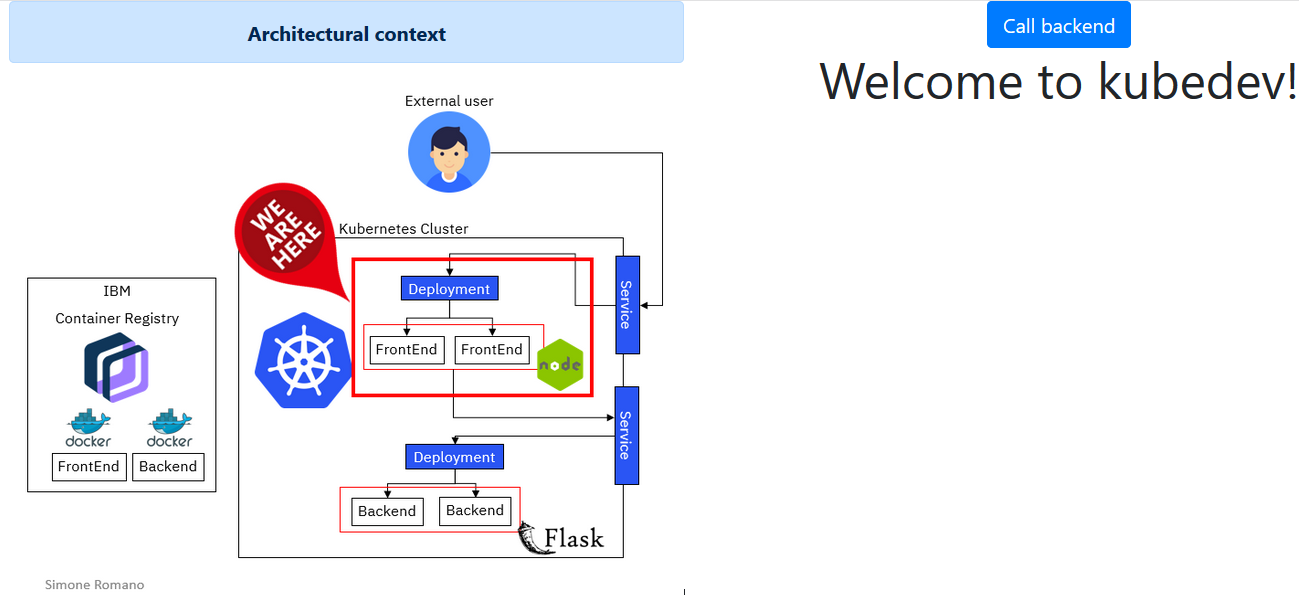 Architectural context
Call backend
Welcome to kubedev!
External user
WE
ARE
HERE
Kubernetes Cluster
Deployment
Service
FrontEnd
FrontEnd
node
IBM
Container Registry
docker
docker
FrontEnd
Backend
Service
Deployment
Backend
Backend
Flask
Simone Romano